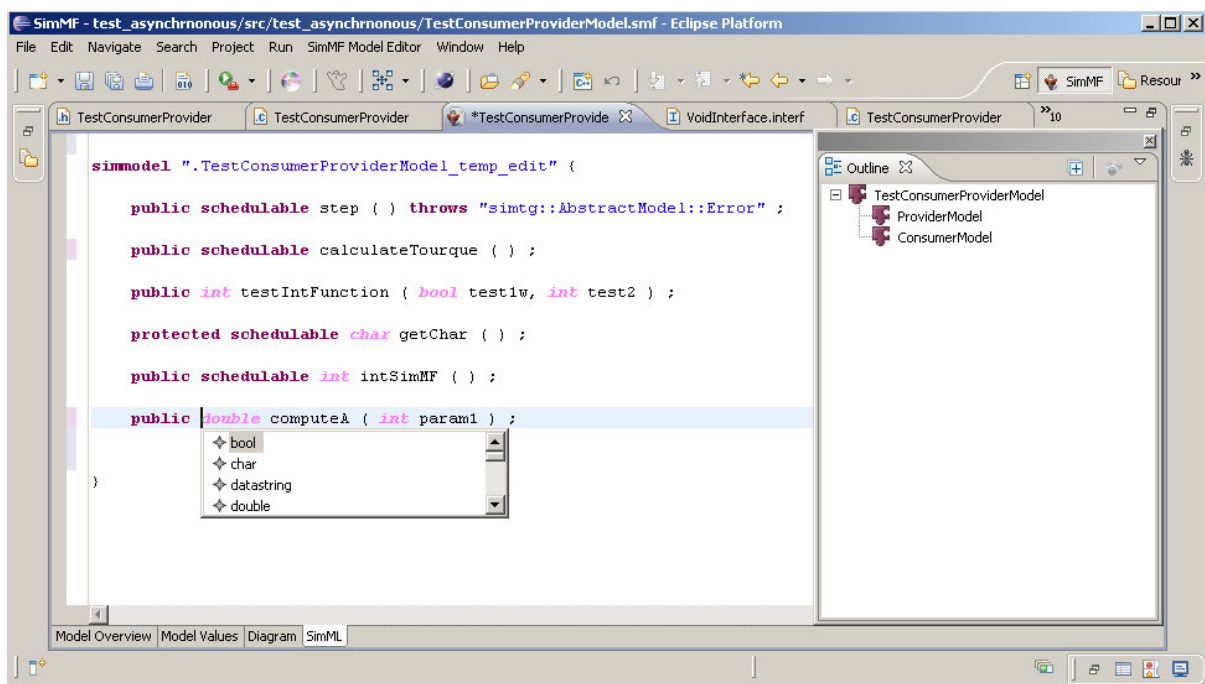 SimMF - test_asynchrnonous/src/test_asynchrnonous/TestConsumerProviderModel.smf - Eclipse Platform
File Edit Navigate Search Project Run SimMF Model Editor Window Help
SimMF Resour »
TestConsumerProvider TestConsumerProvider *TestConsumerProvide VoidInterface.interf TestConsumerProvider »10
simmodel ".TestConsumerProviderModel_temp_edit" {
public schedulable step ( ) throws "simtg::AbstractModel::Error" ;
public schedulable calculateTourque ( ) ;
public int testIntFunction ( bool test1w, int test2 ) ;
protected schedulable char getChar ( ) ;
public schedulable int intSimMF ( ) ;
public double computeA ( int param1 ) ;
bool
char
datastring
double
}
Outline
TestConsumerProviderModel
ProviderModel
ConsumerModel
Model Overview Model Values Diagram SimML